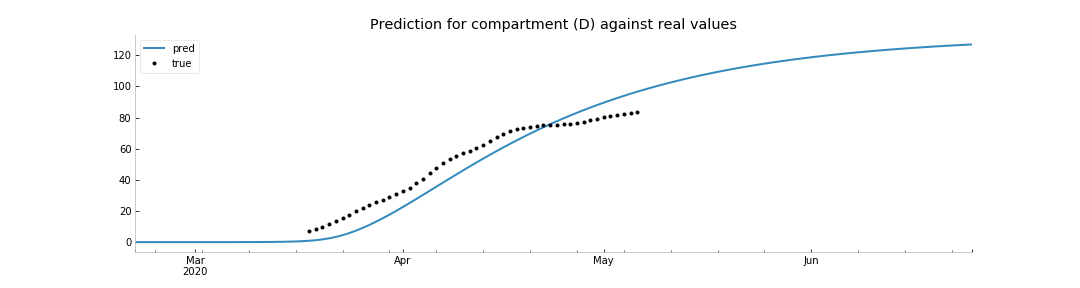 Prediction for compartment (D) against real values
pred
true
120
100
80
60
40
20
0
Mar
2020
Apr
May
Jun